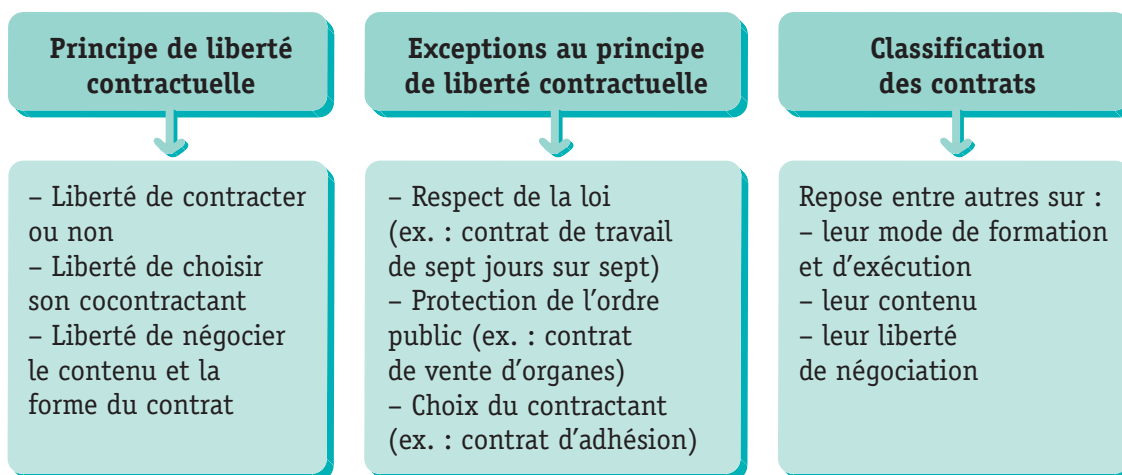 Principe de liberté
contractuelle
– Liberté de contracter
ou non
– Liberté de choisir
son cocontractant
– Liberté de négocier
le contenu et la
forme du contrat
Exceptions au principe
de liberté contractuelle
– Respect de la loi
(ex. : contrat de travail
de sept jours sur sept)
– Protection de l’ordre
public (ex. : contrat
de vente d’organes)
– Choix du contractant
(ex. : contrat d’adhésion)
Classification
des contrats
Repose entre autres sur :
– leur mode de formation
et d’exécution
– leur contenu
– leur liberté
de négociation